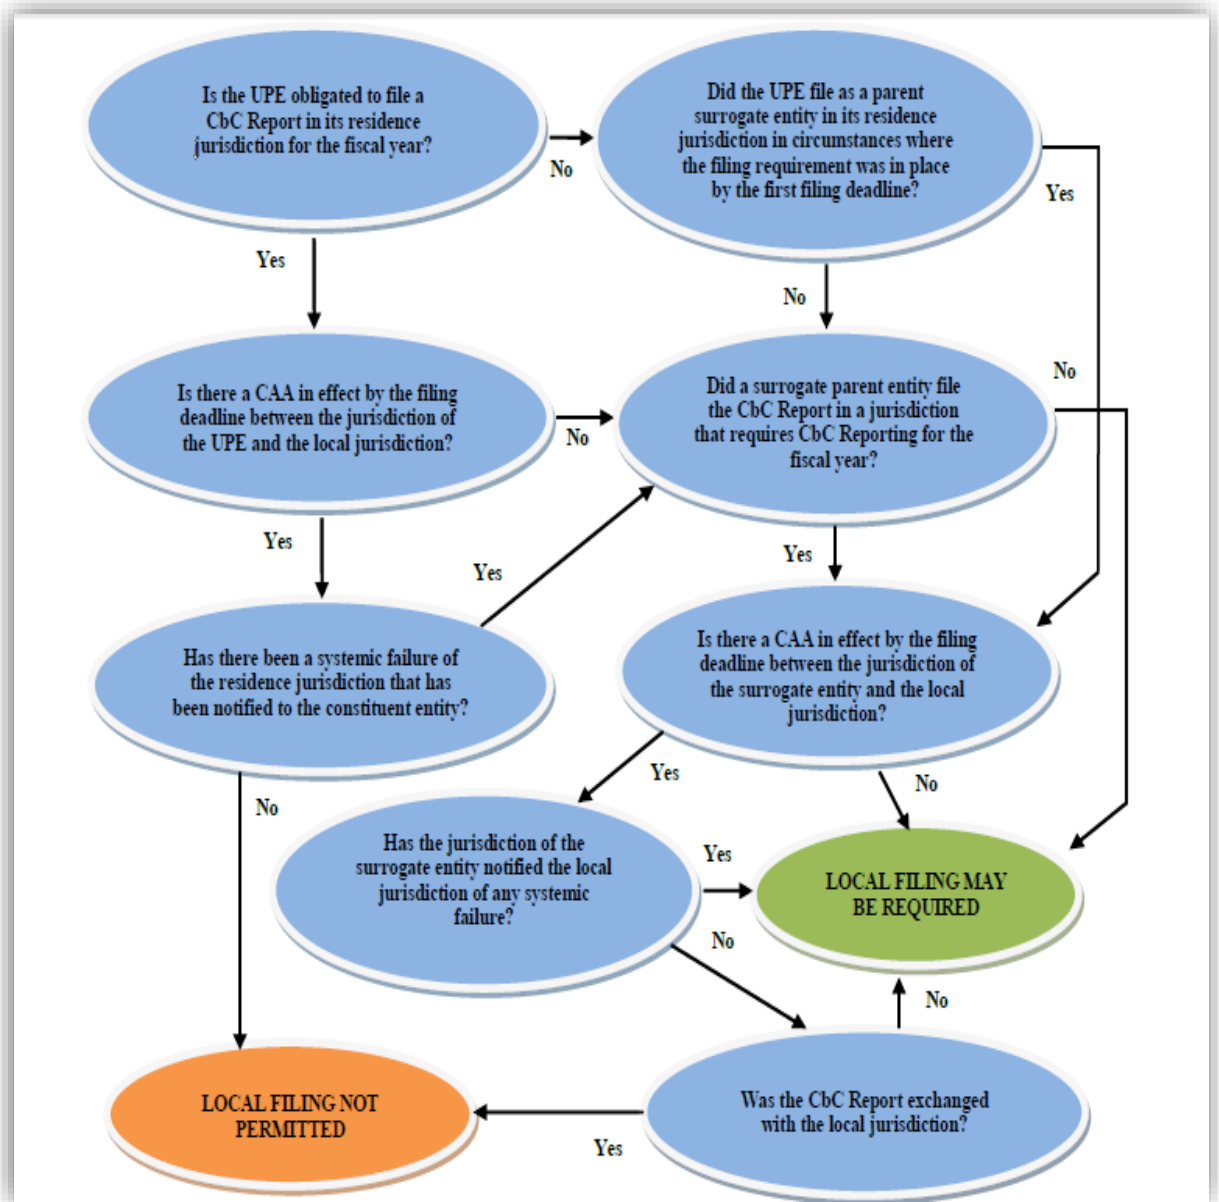 Is the UPE obligated to file a
CbC Report in its residence
jurisdiction for the fiscal year?
No
Did the UPE file as a parent
surrogate entity in its residence
jurisdiction in circumstances where
the filing requirement was in place
by the first filing deadline?
Yes
Yes
No
Is there a CAA in effect by the filing
deadline between the jurisdiction of
the UPE and the local jurisdiction?
No
Did a surrogate parent entity file
the CbC Report in a jurisdiction
that requires CbC Reporting for the
fiscal year?
No
Yes
Yes
Yes
Has there been a systemic failure of
the residence jurisdiction that has
been notified to the constituent entity?
Is there a CAA in effect by the filing
deadline between the jurisdiction of
the surrogate entity and the local
jurisdiction?
No
Yes
No
Has the jurisdiction of the
surrogate entity notified the local
jurisdiction of any systemic
failure?
Yes
No
LOCAL FILING MAY
BE REQUIRED
No
LOCAL FILING NOT
PERMITTED
Yes
Was the CbC Report exchanged
with the local jurisdiction?